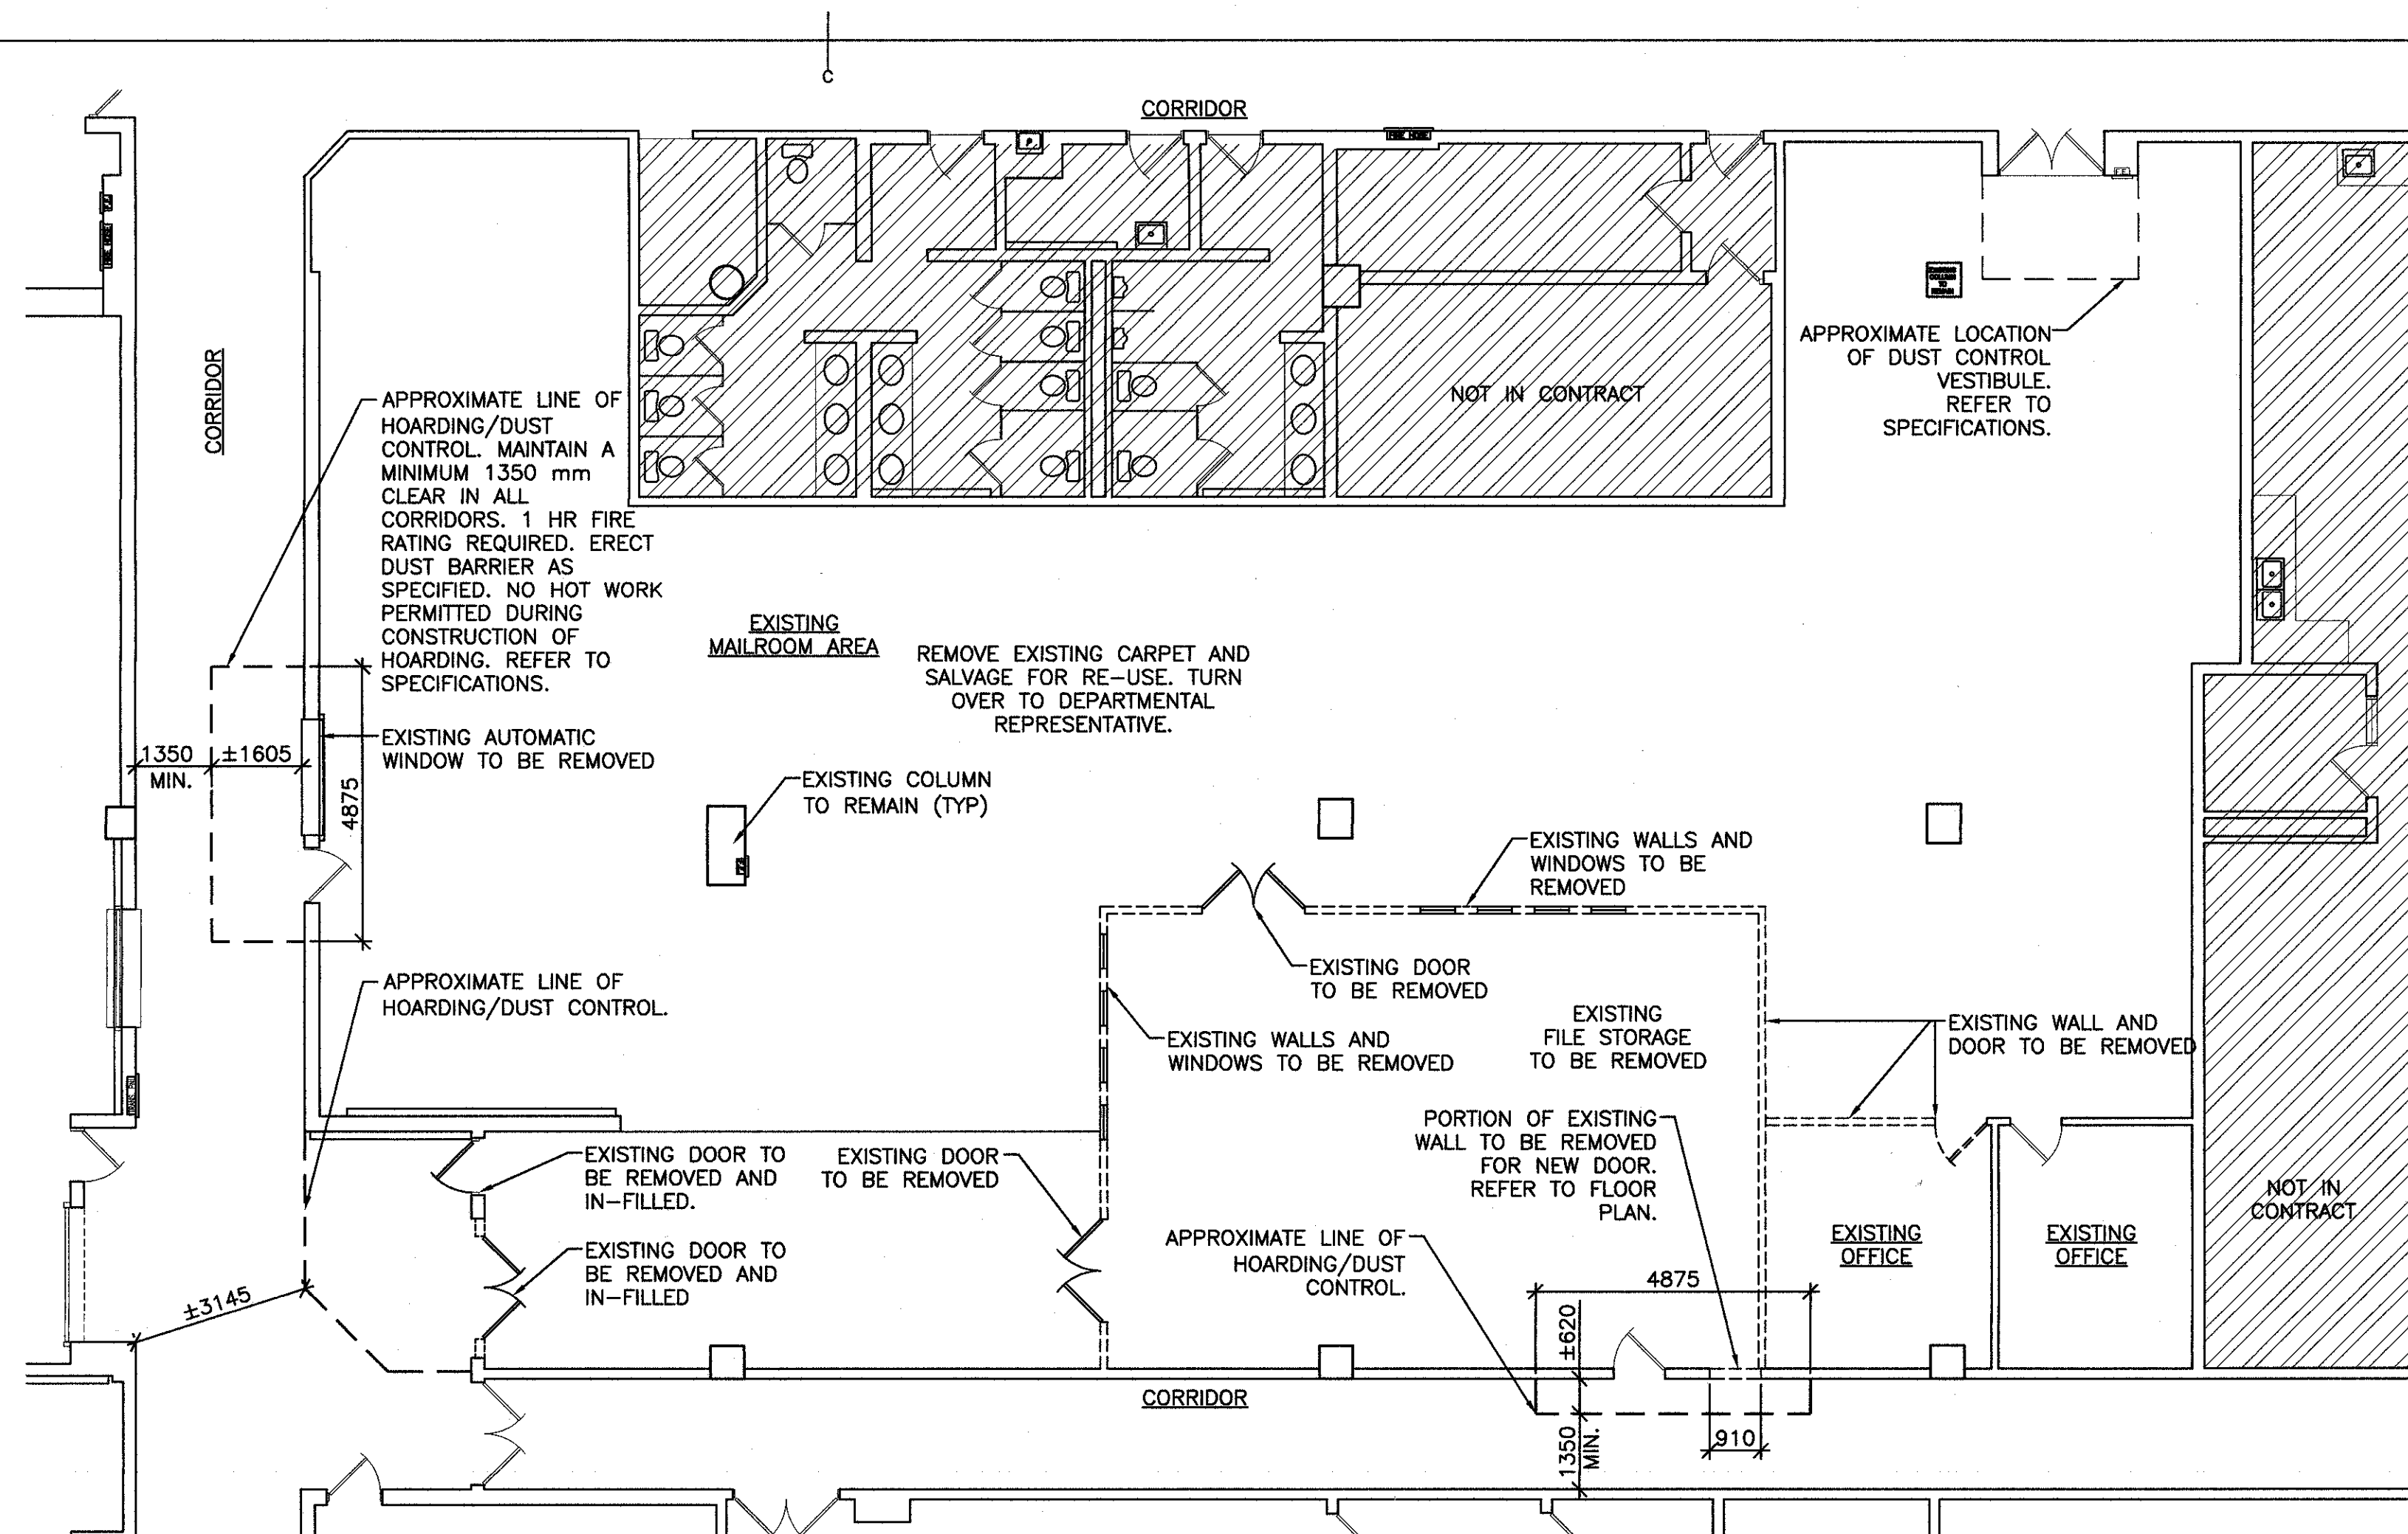 C
CORRIDOR
FIRE HOSE
P
F.E.
F.E.
FIRE HOSE
EXISTING
COLUMN
TO
REMAIN
CORRIDOR
APPROXIMATE LOCATION
OF DUST CONTROL
VESTIBULE.
REFER TO
SPECIFICATIONS.
APPROXIMATE LINE OF
HOARDING/DUST
CONTROL. MAINTAIN A
MINIMUM 1350 mm
CLEAR IN ALL
CORRIDORS. 1 HR FIRE
RATING REQUIRED. ERECT
DUST BARRIER AS
SPECIFIED. NO HOT WORK
PERMITTED DURING
CONSTRUCTION OF
HOARDING. REFER TO
SPECIFICATIONS.
NOT IN CONTRACT
EXISTING
MAILROOM AREA
REMOVE EXISTING CARPET AND
SALVAGE FOR RE-USE. TURN
OVER TO DEPARTMENTAL
REPRESENTATIVE.
EXISTING AUTOMATIC
WINDOW TO BE REMOVED
1350
MIN.
±1605
4875
EXISTING COLUMN
TO REMAIN (TYP)
EXISTING WALLS AND
WINDOWS TO BE
REMOVED
EXISTING DOOR
TO BE REMOVED
APPROXIMATE LINE OF
HOARDING/DUST CONTROL.
EXISTING WALLS AND
WINDOWS TO BE REMOVED
EXISTING
FILE STORAGE
TO BE REMOVED
EXISTING WALL AND
DOOR TO BE REMOVED
EXISTING DOOR TO
BE REMOVED AND
IN-FILLED.
EXISTING DOOR
TO BE REMOVED
PORTION OF EXISTING
WALL TO BE REMOVED
FOR NEW DOOR.
REFER TO FLOOR
PLAN.
NOT IN
CONTRACT
EXISTING DOOR TO
BE REMOVED AND
IN-FILLED
APPROXIMATE LINE OF
HOARDING/DUST
CONTROL.
EXISTING
OFFICE
EXISTING
OFFICE
4875
±3145
±620
CORRIDOR
1350
MIN.
910